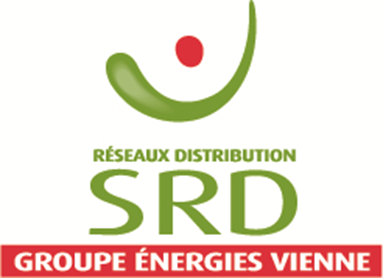 RÉSEAUX DISTRIBUTION
SRD
GROUPE ÉNERGIES VIENNE